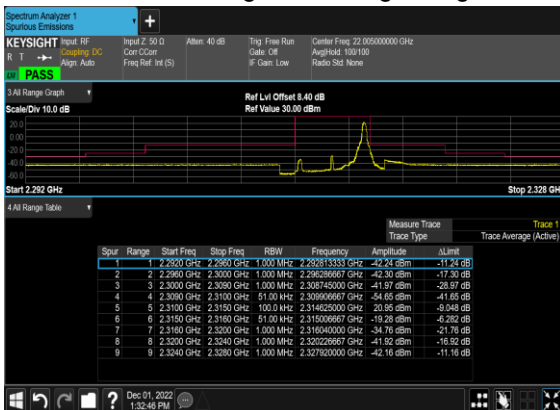 Spectrum Analyzer 1
Spurious Emissions
KEYSIGHT
R T
LXI PASS
Input: RF
Coupling: DC
Align: Auto
Input Z: 50 Ω
Corr CCorr
Freq Ref: Int (S)
Atten: 40 dB
Trig: Free Run
Gate: Off
IF Gain: Low
Center Freq: 22.005000000 GHz
Avg|Hold: 100/100
Radio Std: None
3 All Range Graph
Scale/Div 10.0 dB
Ref Lvl Offset 8.40 dB
Ref Value 30.00 dBm
20.0
0.00
-20.0
-40.0
-60.0
Start 2.292 GHz
Stop 2.328 GH
4 All Range Table
Measure Trace Trace 1
Trace Type Trace Average (Active)
Spur Range Start Freq Stop Freq RBW Frequency Amplitude ΔLimit
1 1 2.2920 GHz 2.2960 GHz 1.000 MHz 2.292813333 GHz -42.24 dBm -11.24 dB
2 2 2.2960 GHz 2.3000 GHz 1.000 MHz 2.296286667 GHz -42.30 dBm -17.30 dB
3 3 2.3000 GHz 2.3090 GHz 1.000 MHz 2.308745000 GHz -41.97 dBm -28.97 dB
4 4 2.3090 GHz 2.3100 GHz 51.00 kHz 2.309906667 GHz -54.65 dBm -41.65 dB
5 5 2.3100 GHz 2.3150 GHz 100.0 kHz 2.314625000 GHz 20.95 dBm -9.048 dB
6 6 2.3150 GHz 2.3160 GHz 51.00 kHz 2.315006667 GHz -19.28 dBm -6.282 dB
7 7 2.3160 GHz 2.3200 GHz 1.000 MHz 2.316040000 GHz -34.76 dBm -21.76 dB
8 8 2.3200 GHz 2.3240 GHz 1.000 MHz 2.320226667 GHz -41.92 dBm -16.92 dB
9 9 2.3240 GHz 2.3280 GHz 1.000 MHz 2.327920000 GHz -42.16 dBm -11.16 dB
?
Dec 01, 2022
1:32:46 PM